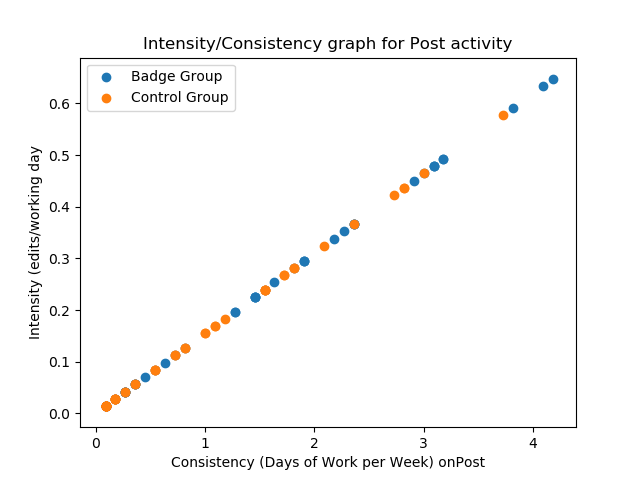 Intensity/Consistency graph for Post activity
Badge Group
Control Group
Intensity (edits/working day
0.6
0.5
0.4
0.3
0.2
0.1
0.0
0 1 2 3 4
Consistency (Days of Work per Week) onPost